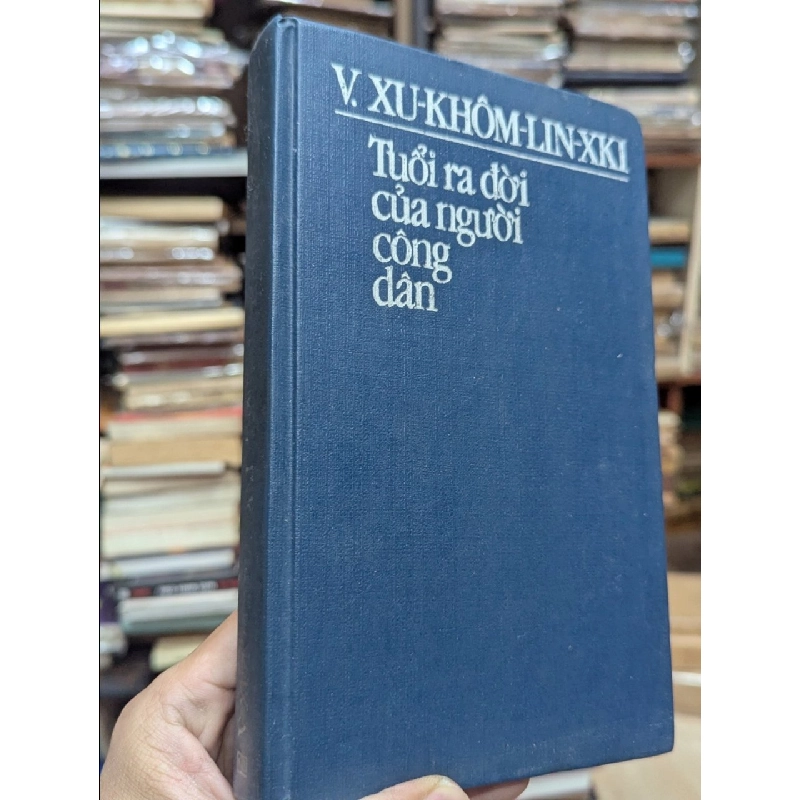 V. XU-KHÔM-LIN-XKI
Tuổi ra đời
của người
công
dân